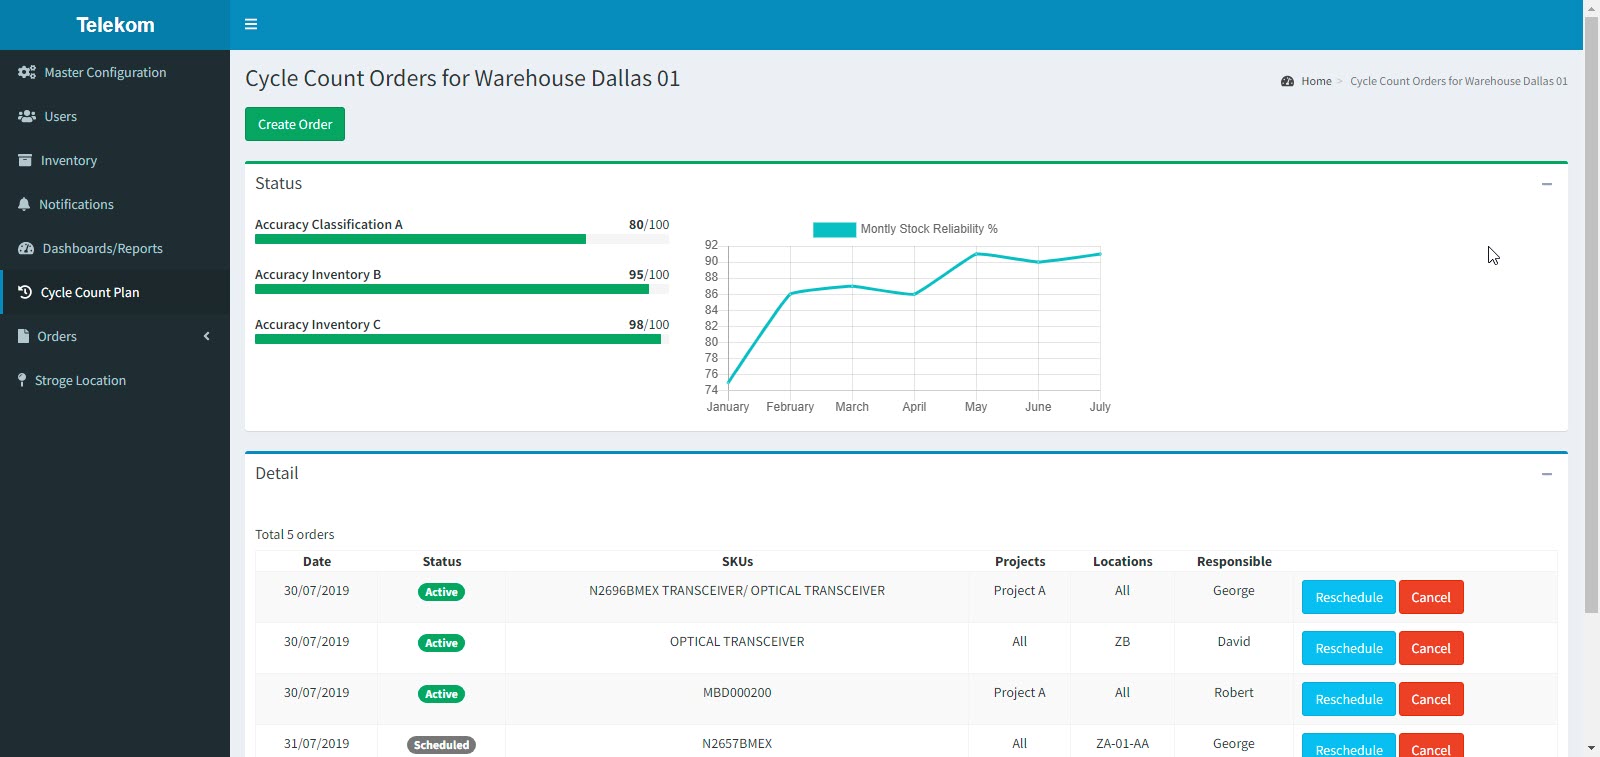 Telekom
Master Configuration
Users
Inventory
Notifications
Dashboards/Reports
Cycle Count Plan
Orders
Stroge Location
Cycle Count Orders for Warehouse Dallas 01
Home > Cycle Count Orders for Warehouse Dallas 01
Create Order
Status
Accuracy Classification A 80/100
Accuracy Inventory B 95/100
Accuracy Inventory C 98/100
Montly Stock Reliability %
92
90
88
86
84
82
80
78
76
74
January February March April May June July
Detail
Total 5 orders
Date Status SKUs Projects Locations Responsible
30/07/2019 Active N2696BMEX TRANSCEIVER/ OPTICAL TRANSCEIVER Project A All George Reschedule Cancel
30/07/2019 Active OPTICAL TRANSCEIVER All ZB David Reschedule Cancel
30/07/2019 Active MBD000200 Project A All Robert Reschedule Cancel
31/07/2019 Scheduled N2657BMEX All ZA-01-AA George Reschedule Cancel